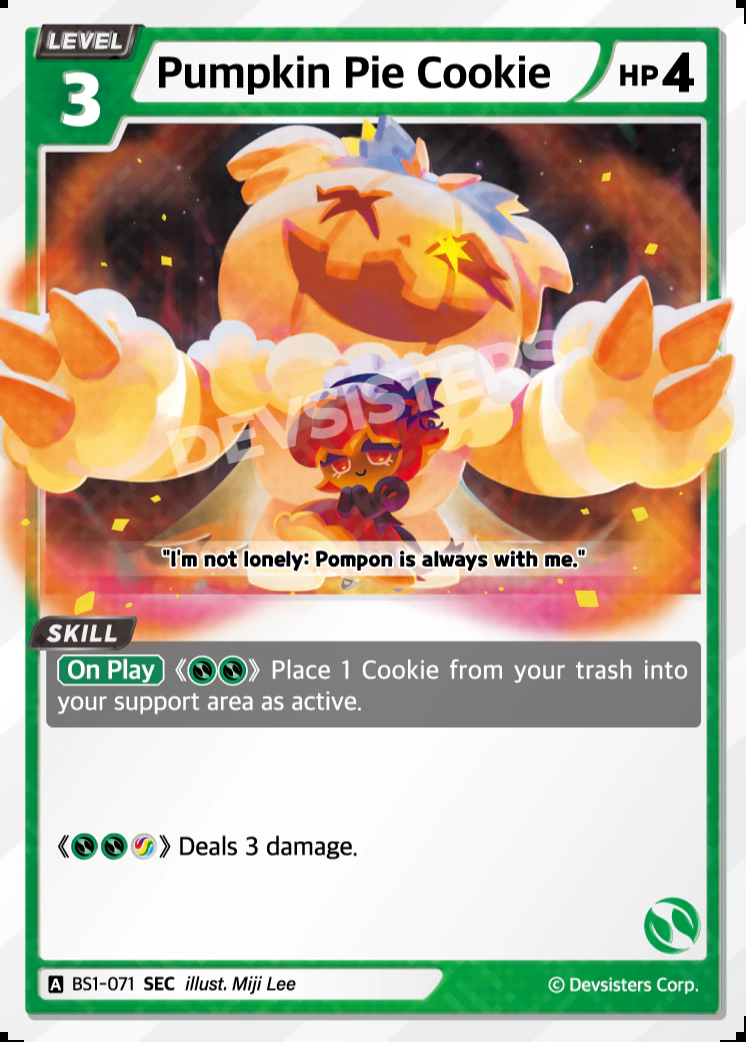 LEVEL
3
Pumpkin Pie Cookie
HP 4
DEVSISTERS
"I'm not lonely: Pompon is always with me."
SKILL
On Play 《》 Place 1 Cookie from your trash into
your support area as active.
《》 Deals 3 damage.
A BS1-071 SEC illust. Miji Lee
© Devsisters Corp.